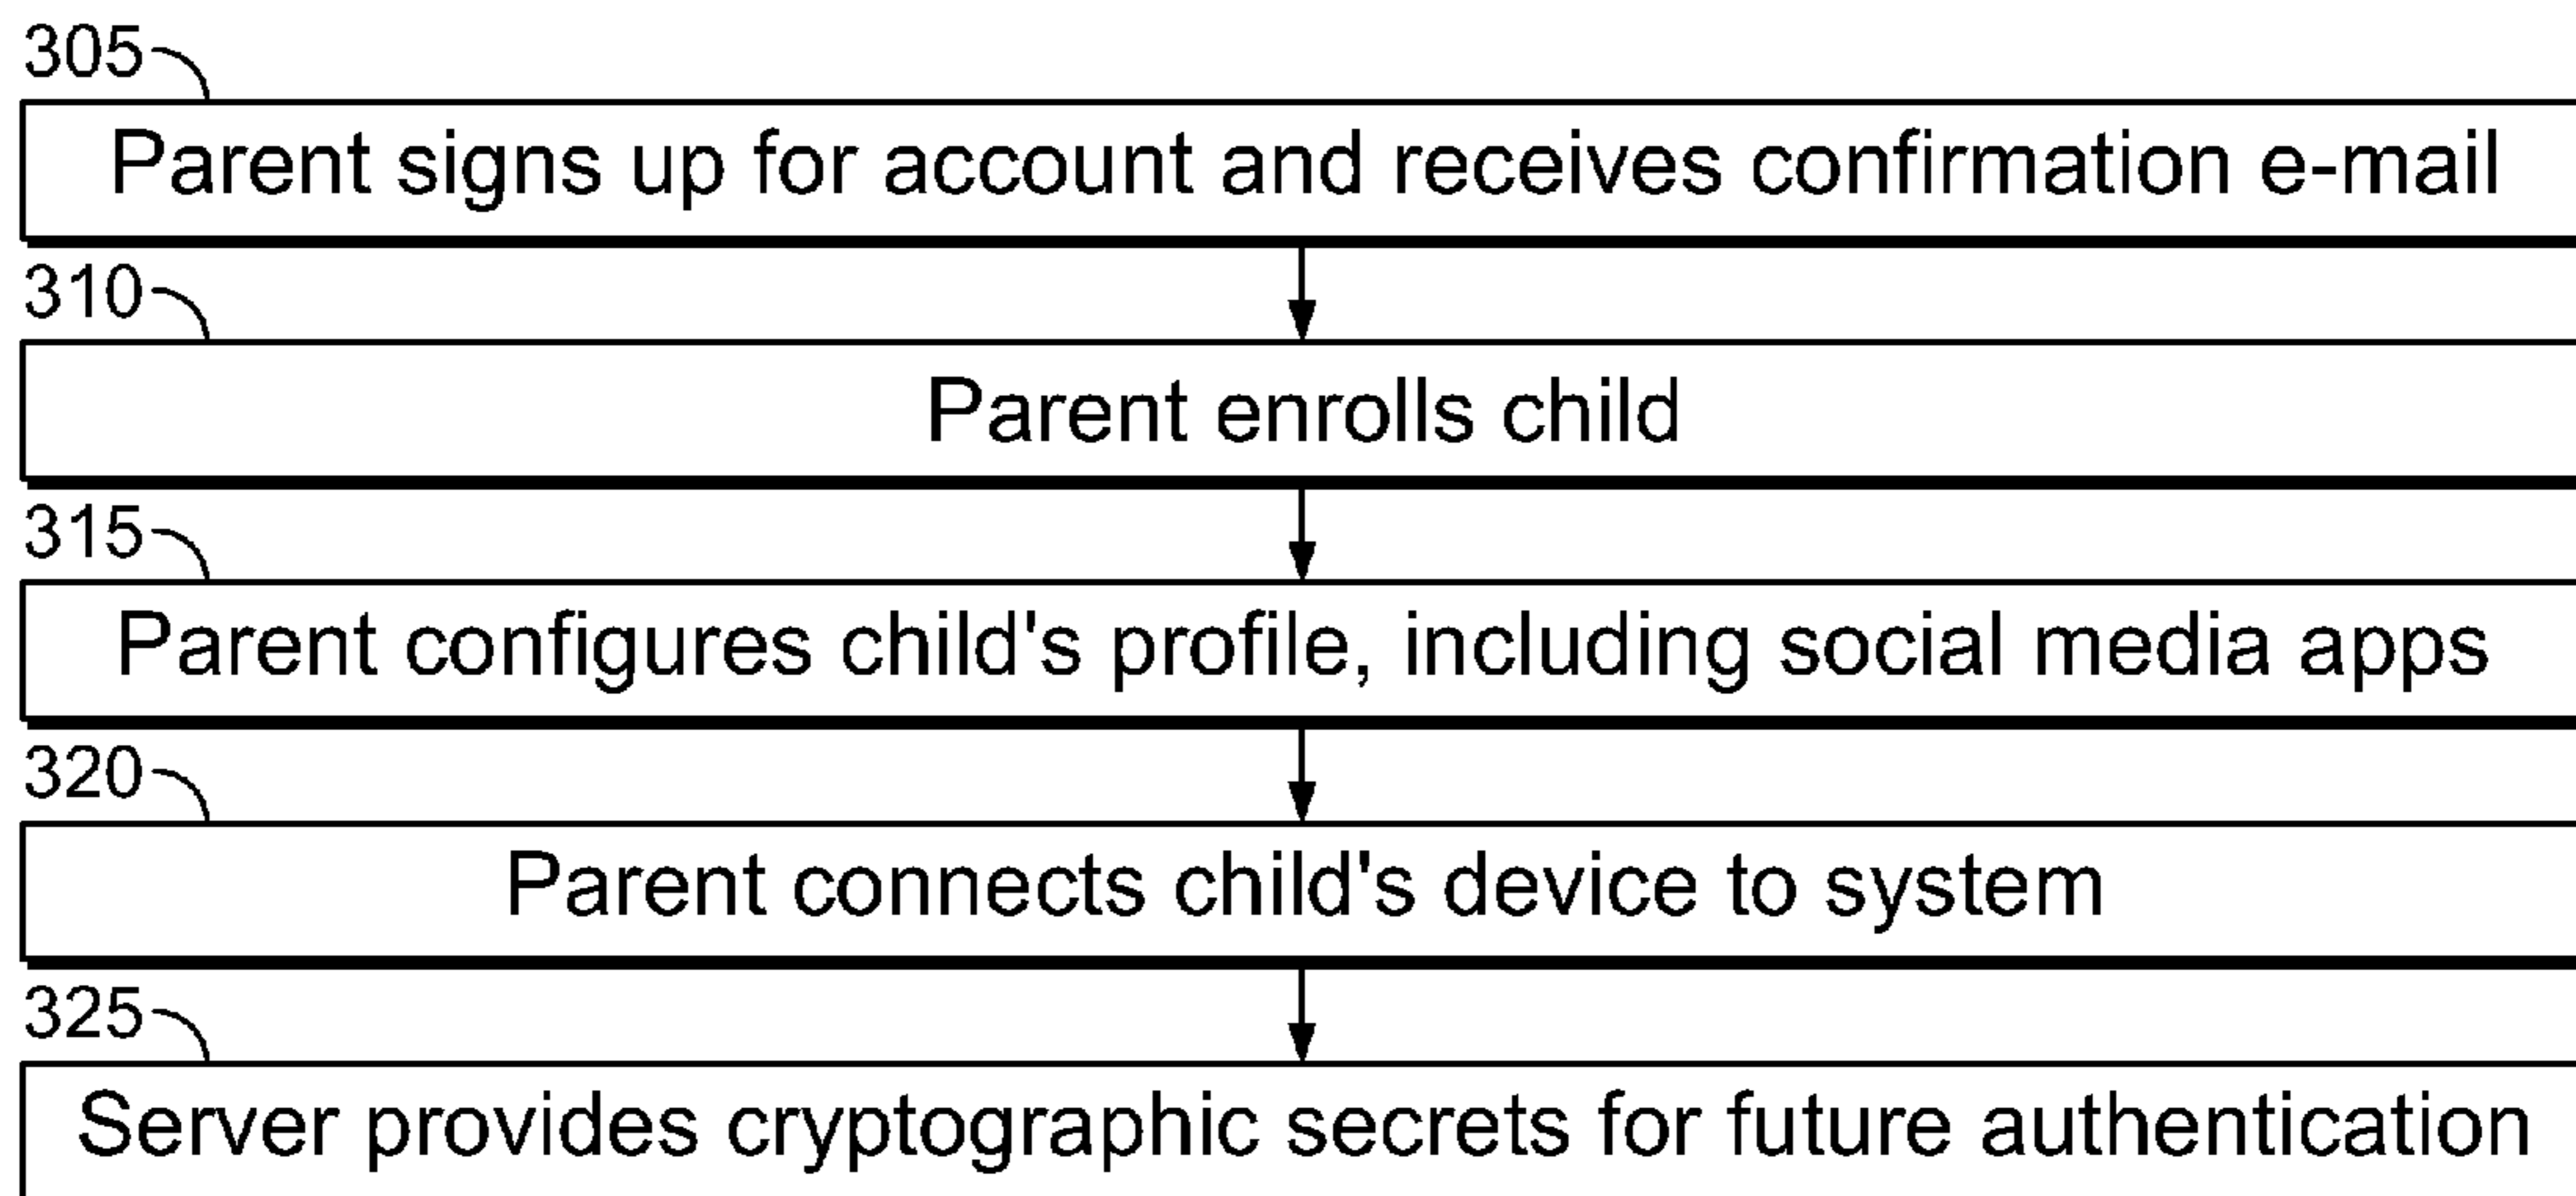 305
Parent signs up for account and receives confirmation e-mail
310
Parent enrolls child
315
Parent configures child's profile, including social media apps
320
Parent connects child's device to system
325
Server provides cryptographic secrets for future authentication